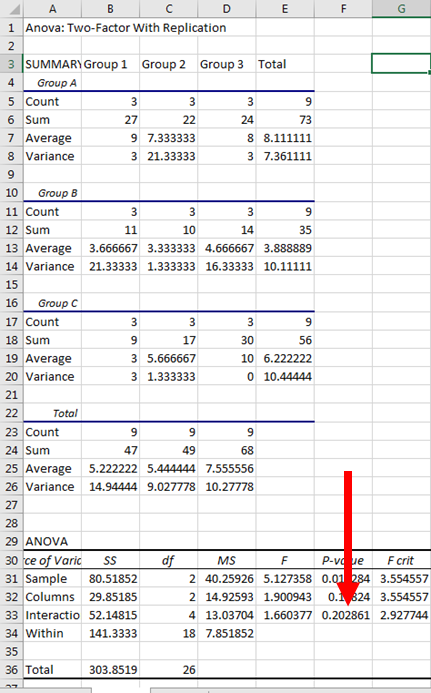 A B C D E F G
1 Anova: Two-Factor With Replication
2
3 SUMMARY Group 1 Group 2 Group 3 Total
4 Group A
5 Count 3 3 3 9
6 Sum 27 22 24 73
7 Average 9 7.333333 8 8.111111
8 Variance 3 21.33333 3 7.361111
9
10 Group B
11 Count 3 3 3 9
12 Sum 11 10 14 35
13 Average 3.666667 3.333333 4.666667 3.888889
14 Variance 21.33333 1.333333 16.33333 10.11111
15
16 Group C
17 Count 3 3 3 9
18 Sum 9 17 30 56
19 Average 3 5.666667 10 6.222222
20 Variance 3 1.333333 0 10.44444
21
22 Total
23 Count 9 9 9
24 Sum 47 49 68
25 Average 5.222222 5.444444 7.555556
26 Variance 14.94444 9.027778 10.27778
27
28
29 ANOVA
30 ce of Varia SS df MS F P-value F crit
31 Sample 80.51852 2 40.25926 5.127358 3.554557
32 Columns 29.85185 2 14.92593 1.900943 3.554557
33 Interactio 52.14815 4 13.03704 1.660377 0.202861 2.927744
34 Within 141.3333 18 7.851852
35
36 Total 303.8519 26